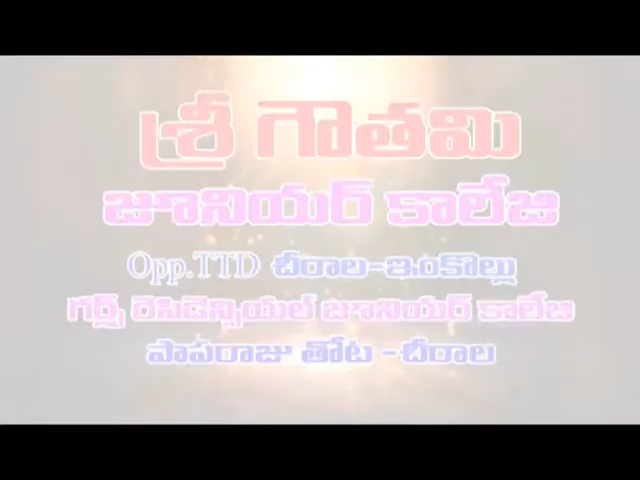 శ్రీ గౌతమి
జూనియర్ కాలేజి
Opp.TTD చీరాల-ఇంకొల్లు
గర్ల్స్ రెసిడెన్షియల్ జూనియర్ కాలేజి
పాపరాజు తోట -చీరాల